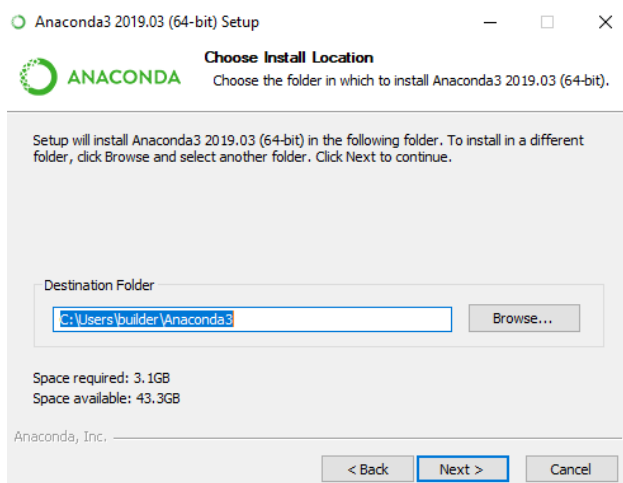 Anaconda3 2019.03 (64-bit) Setup
ANACONDA
Choose Install Location
Choose the folder in which to install Anaconda3 2019.03 (64-bit).
Setup will install Anaconda3 2019.03 (64-bit) in the following folder. To install in a different
folder, click Browse and select another folder. Click Next to continue.
Destination Folder
C:\Users\builder\Anaconda3
Browse...
Space required: 3.1GB
Space available: 43.3GB
Anaconda, Inc.
< Back
Next >
Cancel